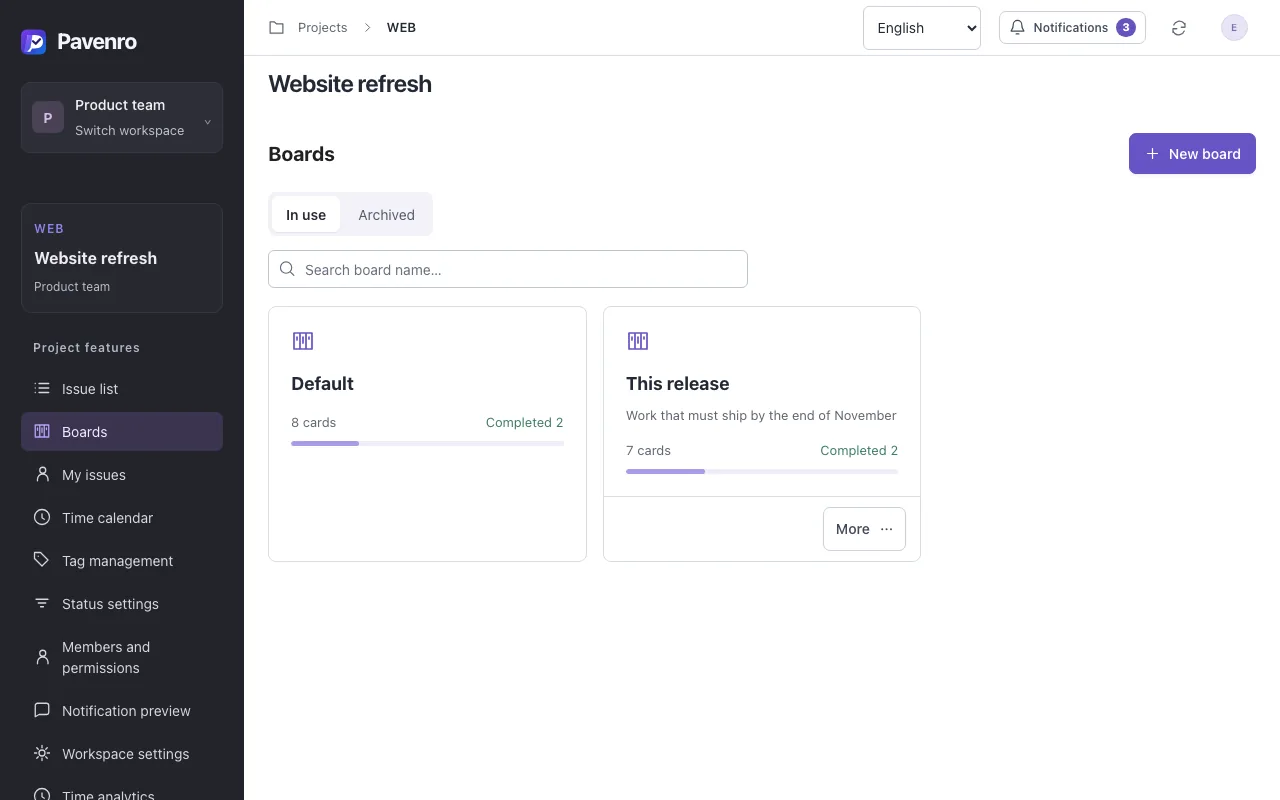 Pavenro
P
Product team
Switch workspace
WEB
Website refresh
Product team
Project features
Issue list
Boards
My issues
Time calendar
Tag management
Status settings
Members and
permissions
Notification preview
Workspace settings
Time analytics
Projects
WEB
English
Notifications
3
E
Website refresh
Boards
New board
In use
Archived
Search board name...
Default
8 cards
Completed 2
This release
Work that must ship by the end of November
7 cards
Completed 2
More ...